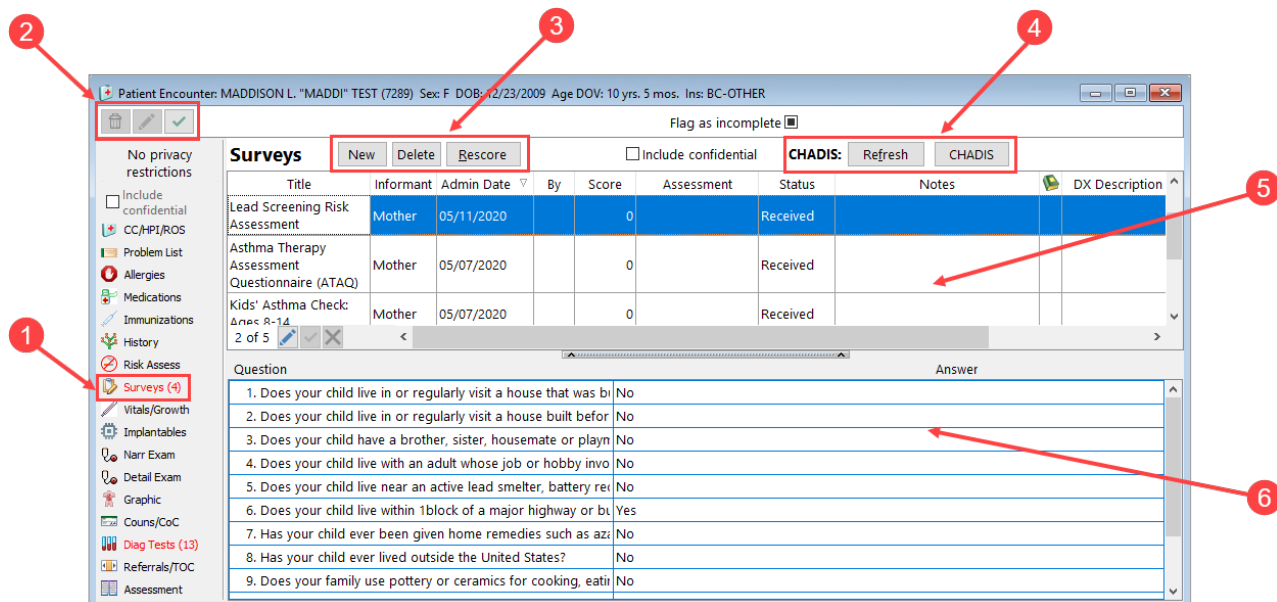 2
3
4
Patient Encounter: MADDISON L. "MADDI" TEST (7289) Sex: F DOB: 12/23/2009 Age DOV: 10 yrs. 5 mos. Ins: BC-OTHER
Flag as incomplete
No privacy restrictions
Include confidential
CC/HPI/ROS
Problem List
Allergies
Medications
Immunizations
History
Risk Assess
Surveys (4)
Vitals/Growth
Implantables
Narr Exam
Detail Exam
Graphic
Couns/CoC
Diag Tests (13)
Referrals/TOC
Assessment
1
Surveys New Delete Rescore Include confidential CHADIS: Refresh CHADIS
Title Informant Admin Date By Score Assessment Status Notes DX Description
Lead Screening Risk Assessment Mother 05/11/2020 0 Received
Asthma Therapy Assessment Questionnaire (ATAQ) Mother 05/07/2020 0 Received
Kids' Asthma Check: Ages 8-14 Mother 05/07/2020 0 Received
2 of 5
5
Question Answer
1. Does your child live in or regularly visit a house that was No
2. Does your child live in or regularly visit a house built befor No
3. Does your child have a brother, sister, housemate or playm No
4. Does your child live with an adult whose job or hobby invo No
5. Does your child live near an active lead smelter, battery rec No
6. Does your child live within 1block of a major highway or bu Yes
7. Has your child ever been given home remedies such as aza No
8. Has your child ever lived outside the United States? No
9. Does your family use pottery or ceramics for cooking, eatin No
6